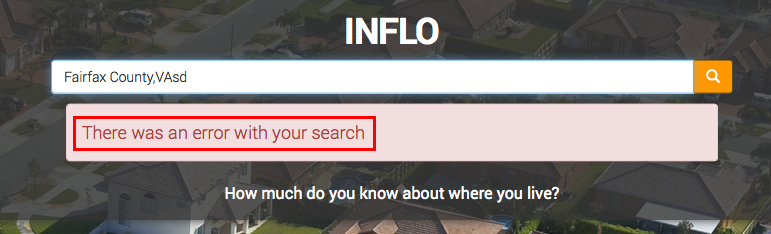 INFLO
Fairfax County,VAsd
There was an error with your search
How much do you know about where you live?